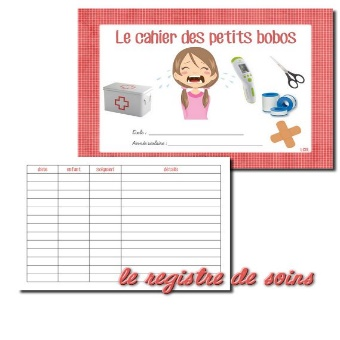 Le cahier des petits bobos
Ecole :
Année scolaire :
date enfant soignant détails
le registre de soins